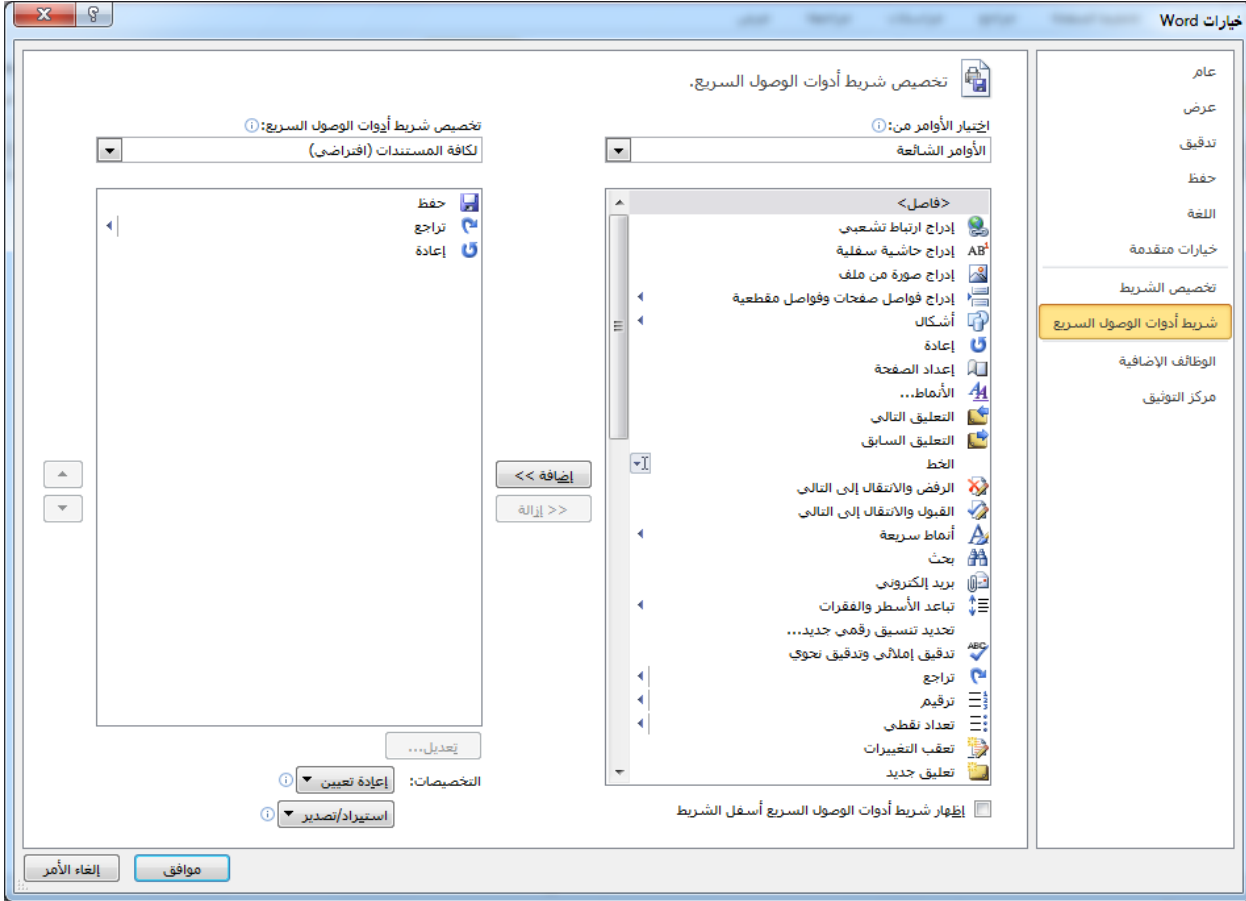 خيارات Word
عام
عرض
تدقيق
حفظ
اللغة
خيارات متقدمة
تخصيص الشريط
شريط أدوات الوصول السريع
الوظائف الإضافية
مركز التوثيق
تخصيص شريط أدوات الوصول السريع.
اختيار الأوامر من:
الأوامر الشائعة
<فاصل>
إدراج ارتباط تشعبي
AB1 إدراج حاشية سفلية
إدراج صورة من ملف
إدراج فواصل صفحات وفواصل مقطعية
أشكال
إعادة
إعداد الصفحة
الأنماط...
التعليق التالي
التعليق السابق
الخط
الرفض والانتقال إلى التالي
القبول والانتقال إلى التالي
أنماط سريعة
بحث
بريد إلكتروني
تباعد الأسطر والفقرات
تحديد تنسيق رقمي جديد...
ABC تدقيق إملائي وتدقيق نحوي
تراجع
ترقيم
تعداد نقطي
تعقب التغييرات
تعليق جديد
إظهار شريط أدوات الوصول السريع أسفل الشريط
إضافة >>
<< إزالة
تخصيص شريط أدوات الوصول السريع:
لكافة المستندات (افتراضي)
حفظ
تراجع
إعادة
تعديل...
التخصيصات: إعادة تعيين
استيراد/تصدير
موافق
إلغاء الأمر